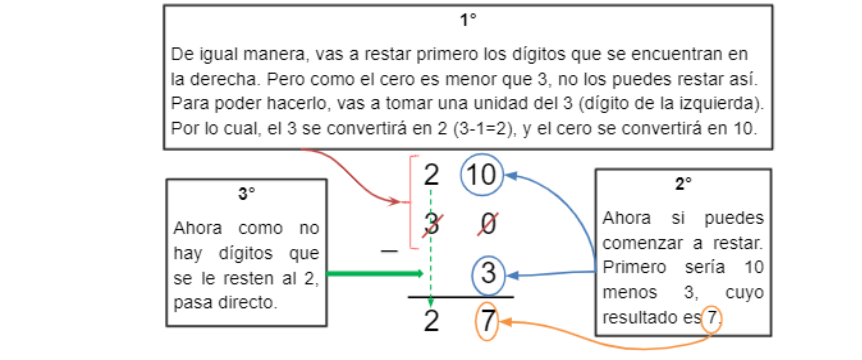 1°
De igual manera, vas a restar primero los dígitos que se encuentran en
la derecha. Pero como el cero es menor que 3, no los puedes restar así.
Para poder hacerlo, vas a tomar una unidad del 3 (dígito de la izquierda).
Por lo cual, el 3 se convertirá en 2 (3-1=2), y el cero se convertirá en 10.
3°
Ahora como no
hay dígitos que
se le resten al 2,
pasa directo.
2 10
3 0
− 3
2 7
2°
Ahora si puedes
comenzar a restar.
Primero sería 10
menos 3, cuyo
resultado es 7.